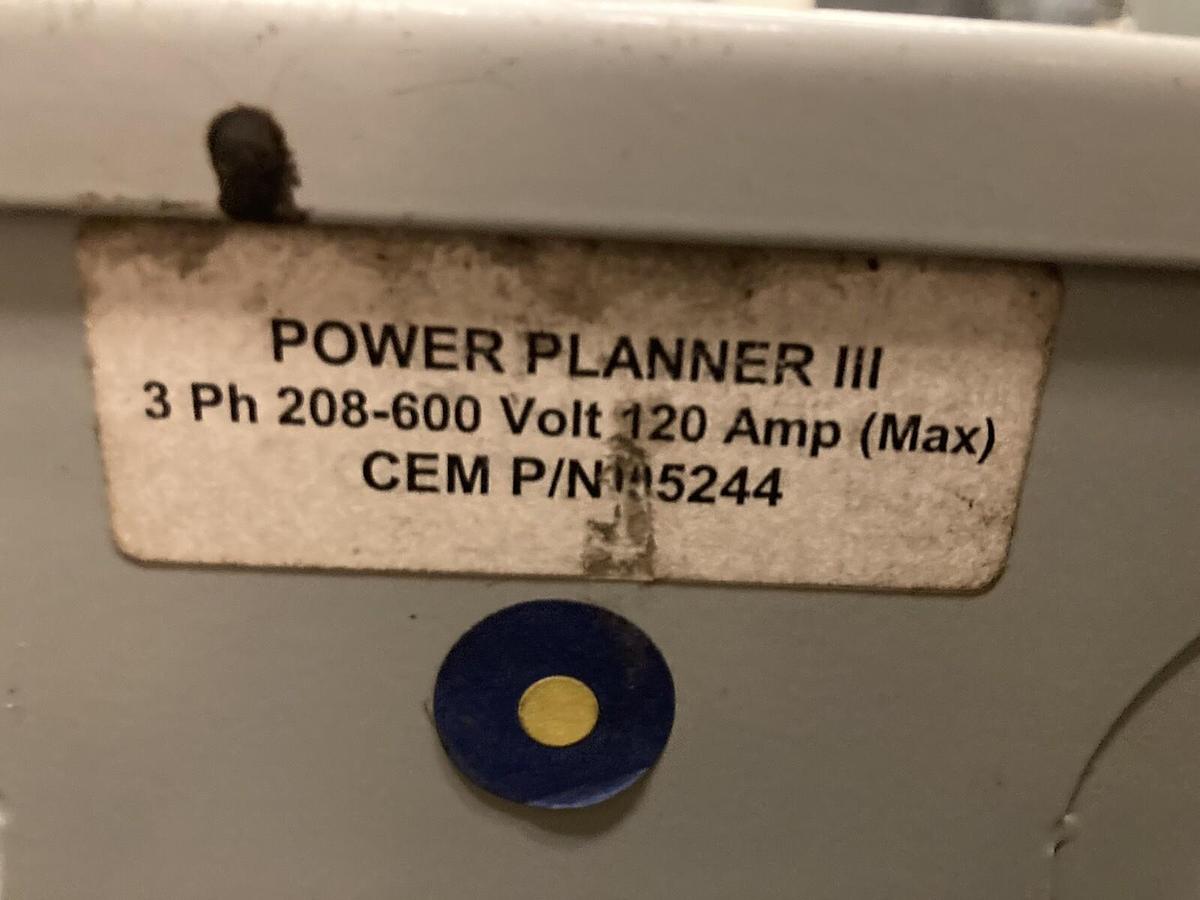 POWER PLANNER III
3 Ph 208-600 Volt 120 Amp (Max)
CEM P/N